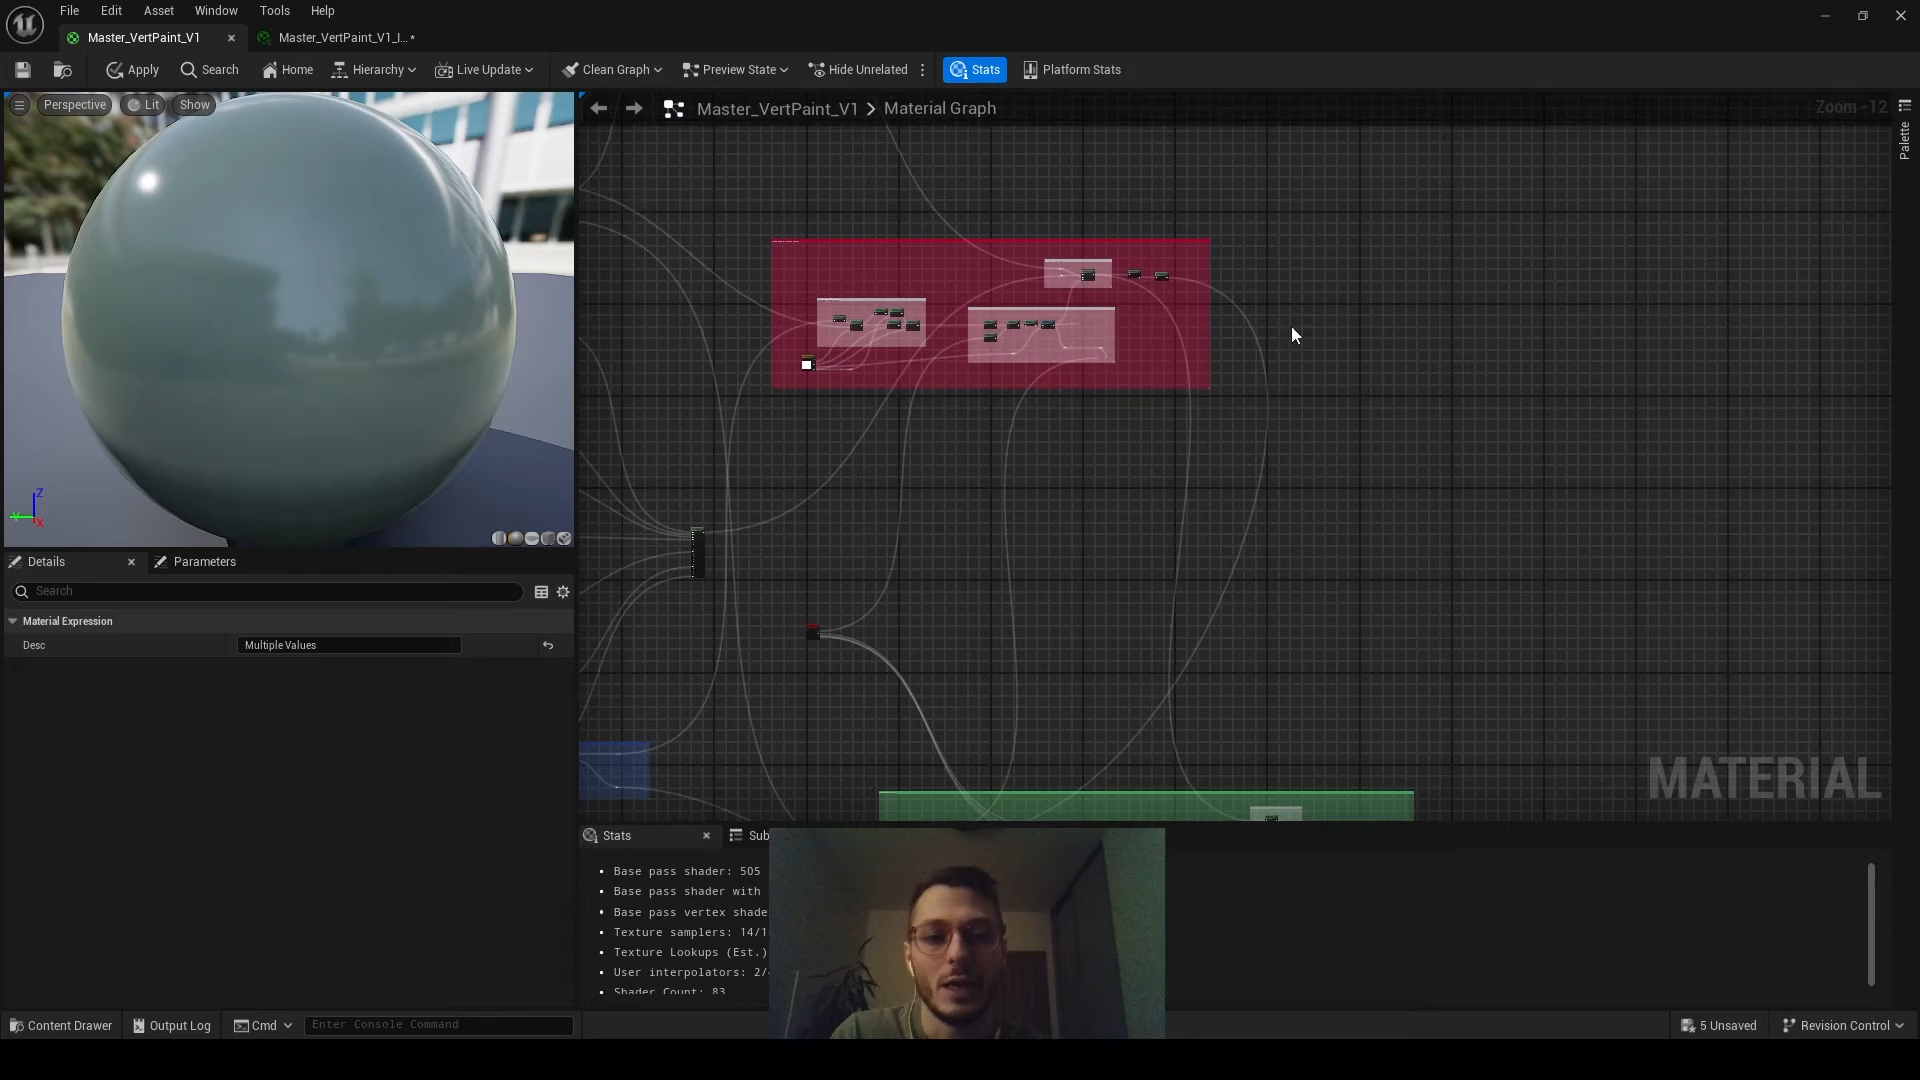 File Edit Asset Window Tools Help
Master_VertPaint_V1
Master_VertPaint_V1_I... •
Apply Search Home Hierarchy Live Update Clean Graph Preview State Hide Unrelated Stats Platform Stats
Perspective Lit Show
Master_VertPaint_V1 > Material Graph
Zoom -12
Palette
Z
Y
X
MATERIAL
Details
Parameters
Search
Material Expression
Desc
Multiple Values
Stats
Sub
• Base pass shader: 505
• Base pass shader with
• Base pass vertex shade
• Texture samplers: 14/1
• Texture Lookups (Est.)
• User interpolators: 2/
• Shader Count: 83
Content Drawer Output Log Cmd Enter Console Command
5 Unsaved
Revision Control